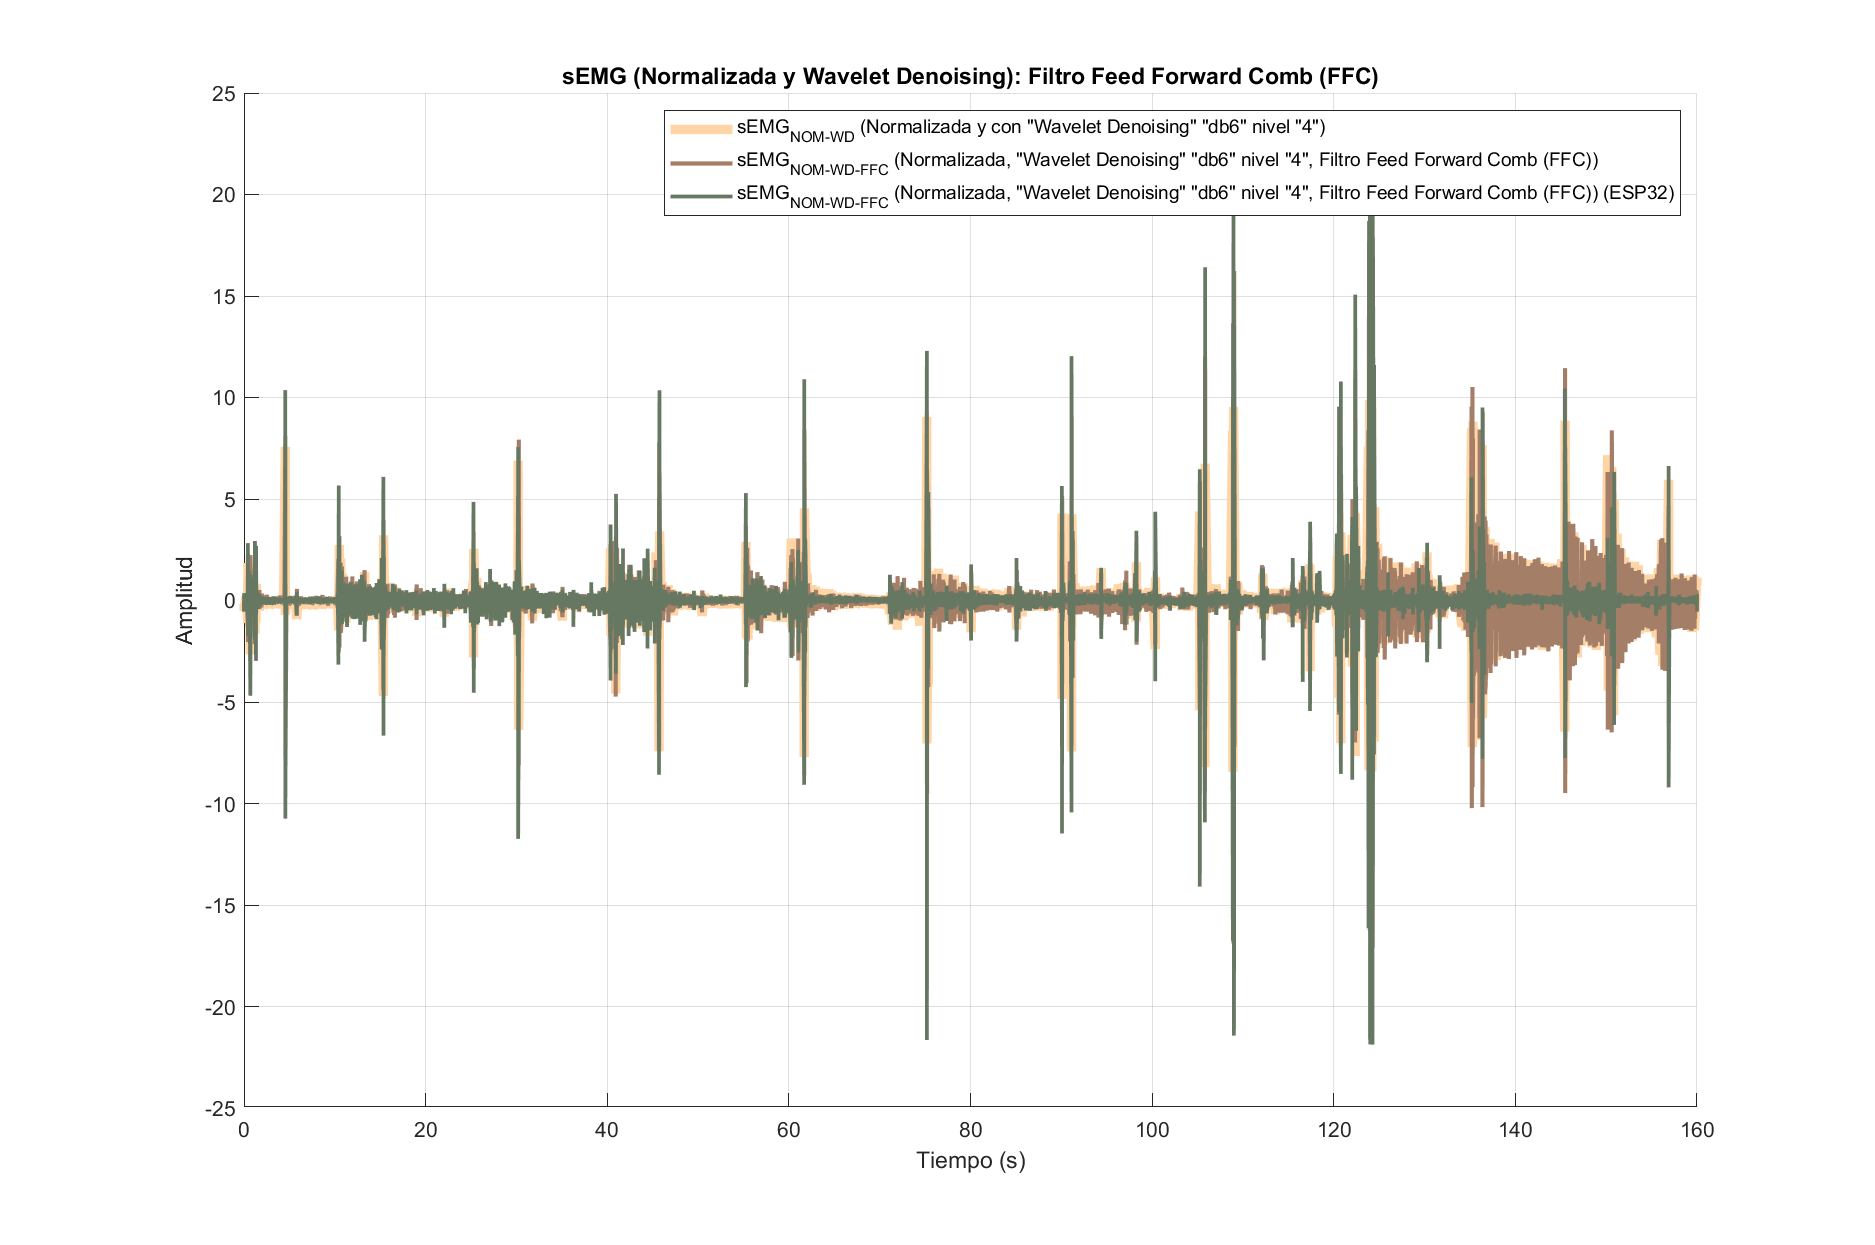 sEMG (Normalizada y Wavelet Denoising): Filtro Feed Forward Comb (FFC)
sEMG_NOM-WD (Normalizada y con "Wavelet Denoising" "db6" nivel "4")
sEMG_NOM-WD-FFC (Normalizada, "Wavelet Denoising" "db6" nivel "4", Filtro Feed Forward Comb (FFC))
sEMG_NOM-WD-FFC (Normalizada, "Wavelet Denoising" "db6" nivel "4", Filtro Feed Forward Comb (FFC)) (ESP32)
25
20
15
10
5
0
-5
-10
-15
-20
-25
Amplitud
0 20 40 60 80 100 120 140 160
Tiempo (s)